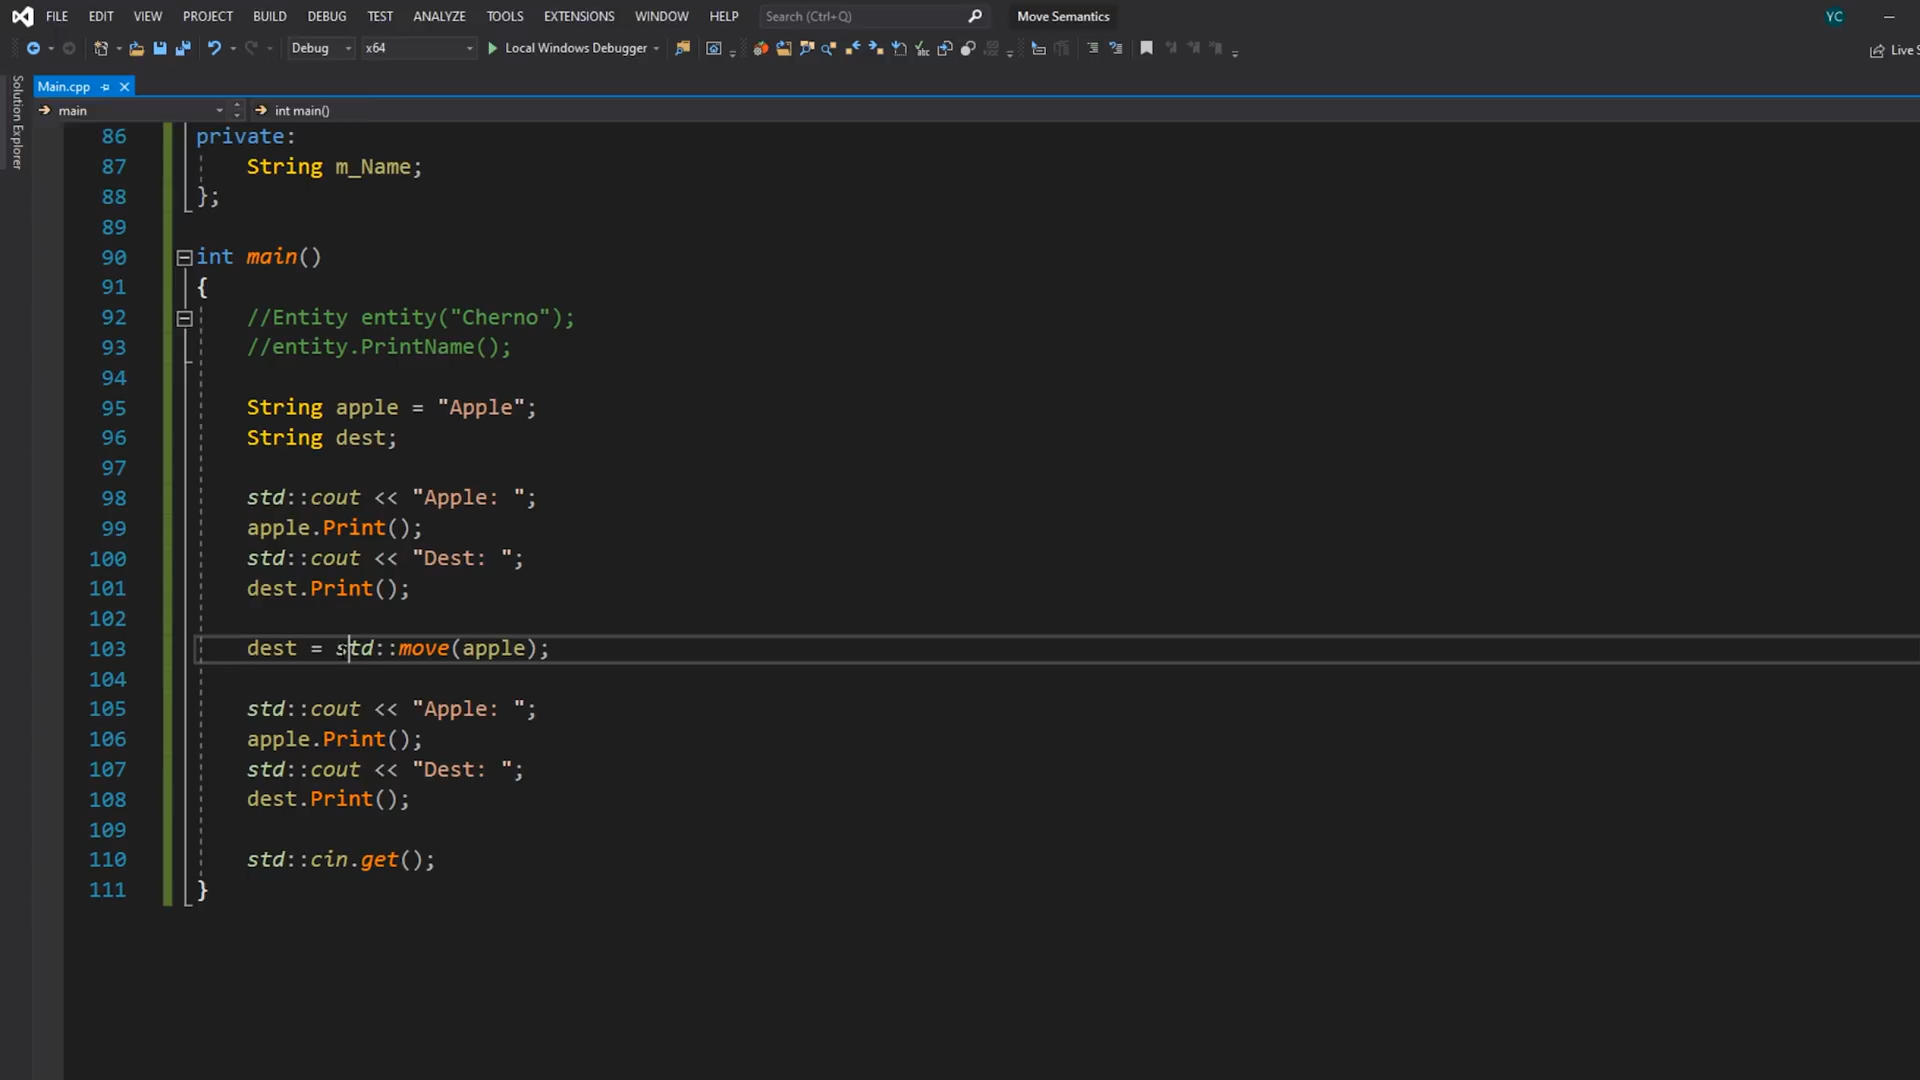 FILE EDIT VIEW PROJECT BUILD DEBUG TEST ANALYZE TOOLS EXTENSIONS WINDOW HELP Search (Ctrl+Q) Move Semantics YC
Debug x64 Local Windows Debugger Live S
Solution Explorer
Main.cpp
main int main()
86 private:
87 String m_Name;
88 };
89
90 int main()
91 {
92 //Entity entity("Cherno");
93 //entity.PrintName();
94
95 String apple = "Apple";
96 String dest;
97
98 std::cout << "Apple: ";
99 apple.Print();
100 std::cout << "Dest: ";
101 dest.Print();
102
103 dest = std::move(apple);
104
105 std::cout << "Apple: ";
106 apple.Print();
107 std::cout << "Dest: ";
108 dest.Print();
109
110 std::cin.get();
111 }